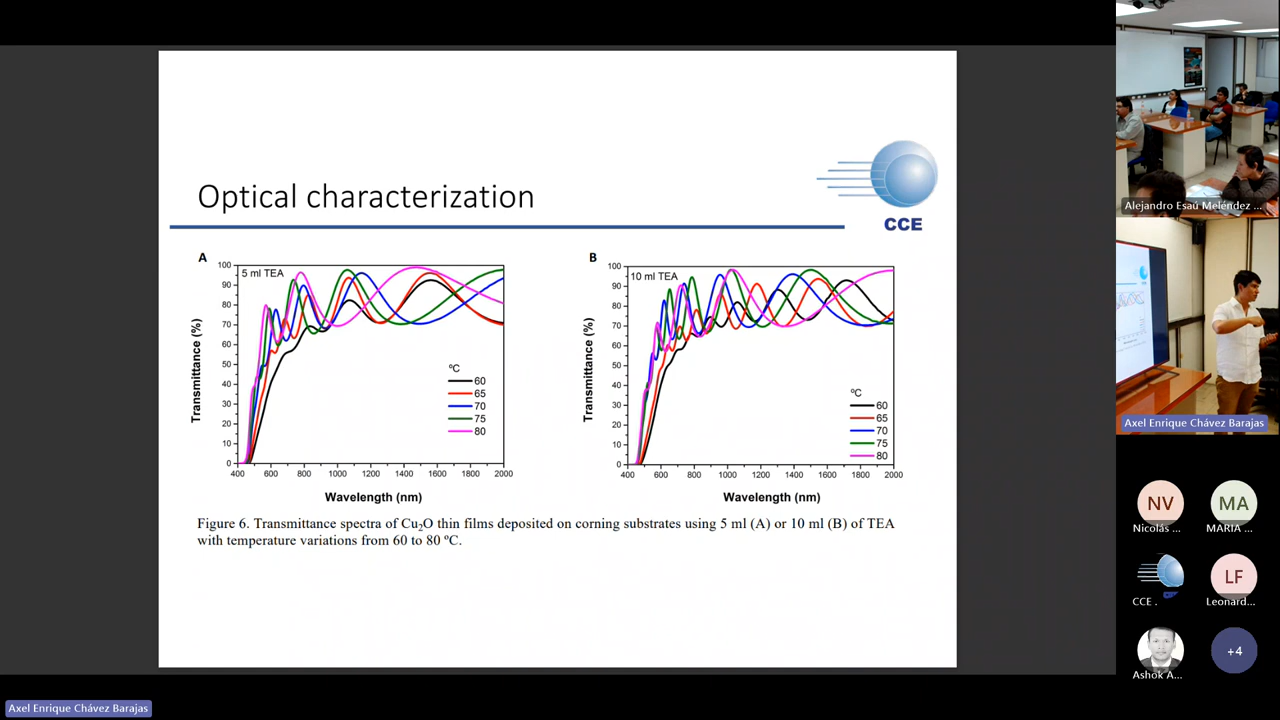 Optical characterization
CCE
A
5 ml TEA
Transmittance (%)
100
90
80
70
60
50
40
30
20
10
0
ºC
60
65
70
75
80
400 600 800 1000 1200 1400 1600 1800 2000
Wavelength (nm)
B
10 ml TEA
Transmittance (%)
100
90
80
70
60
50
40
30
20
10
0
ºC
60
65
70
75
80
400 600 800 1000 1200 1400 1600 1800 2000
Wavelength (nm)
Figure 6. Transmittance spectra of Cu₂O thin films deposited on corning substrates using 5 ml (A) or 10 ml (B) of TEA
with temperature variations from 60 to 80 ºC.
Alejandro Esaú Meléndez ...
Axel Enrique Chávez Barajas
NV
Nicolás ...
MA
MARIA ...
CCE .
LF
Leonard...
Ashok A...
+4
Axel Enrique Chávez Barajas